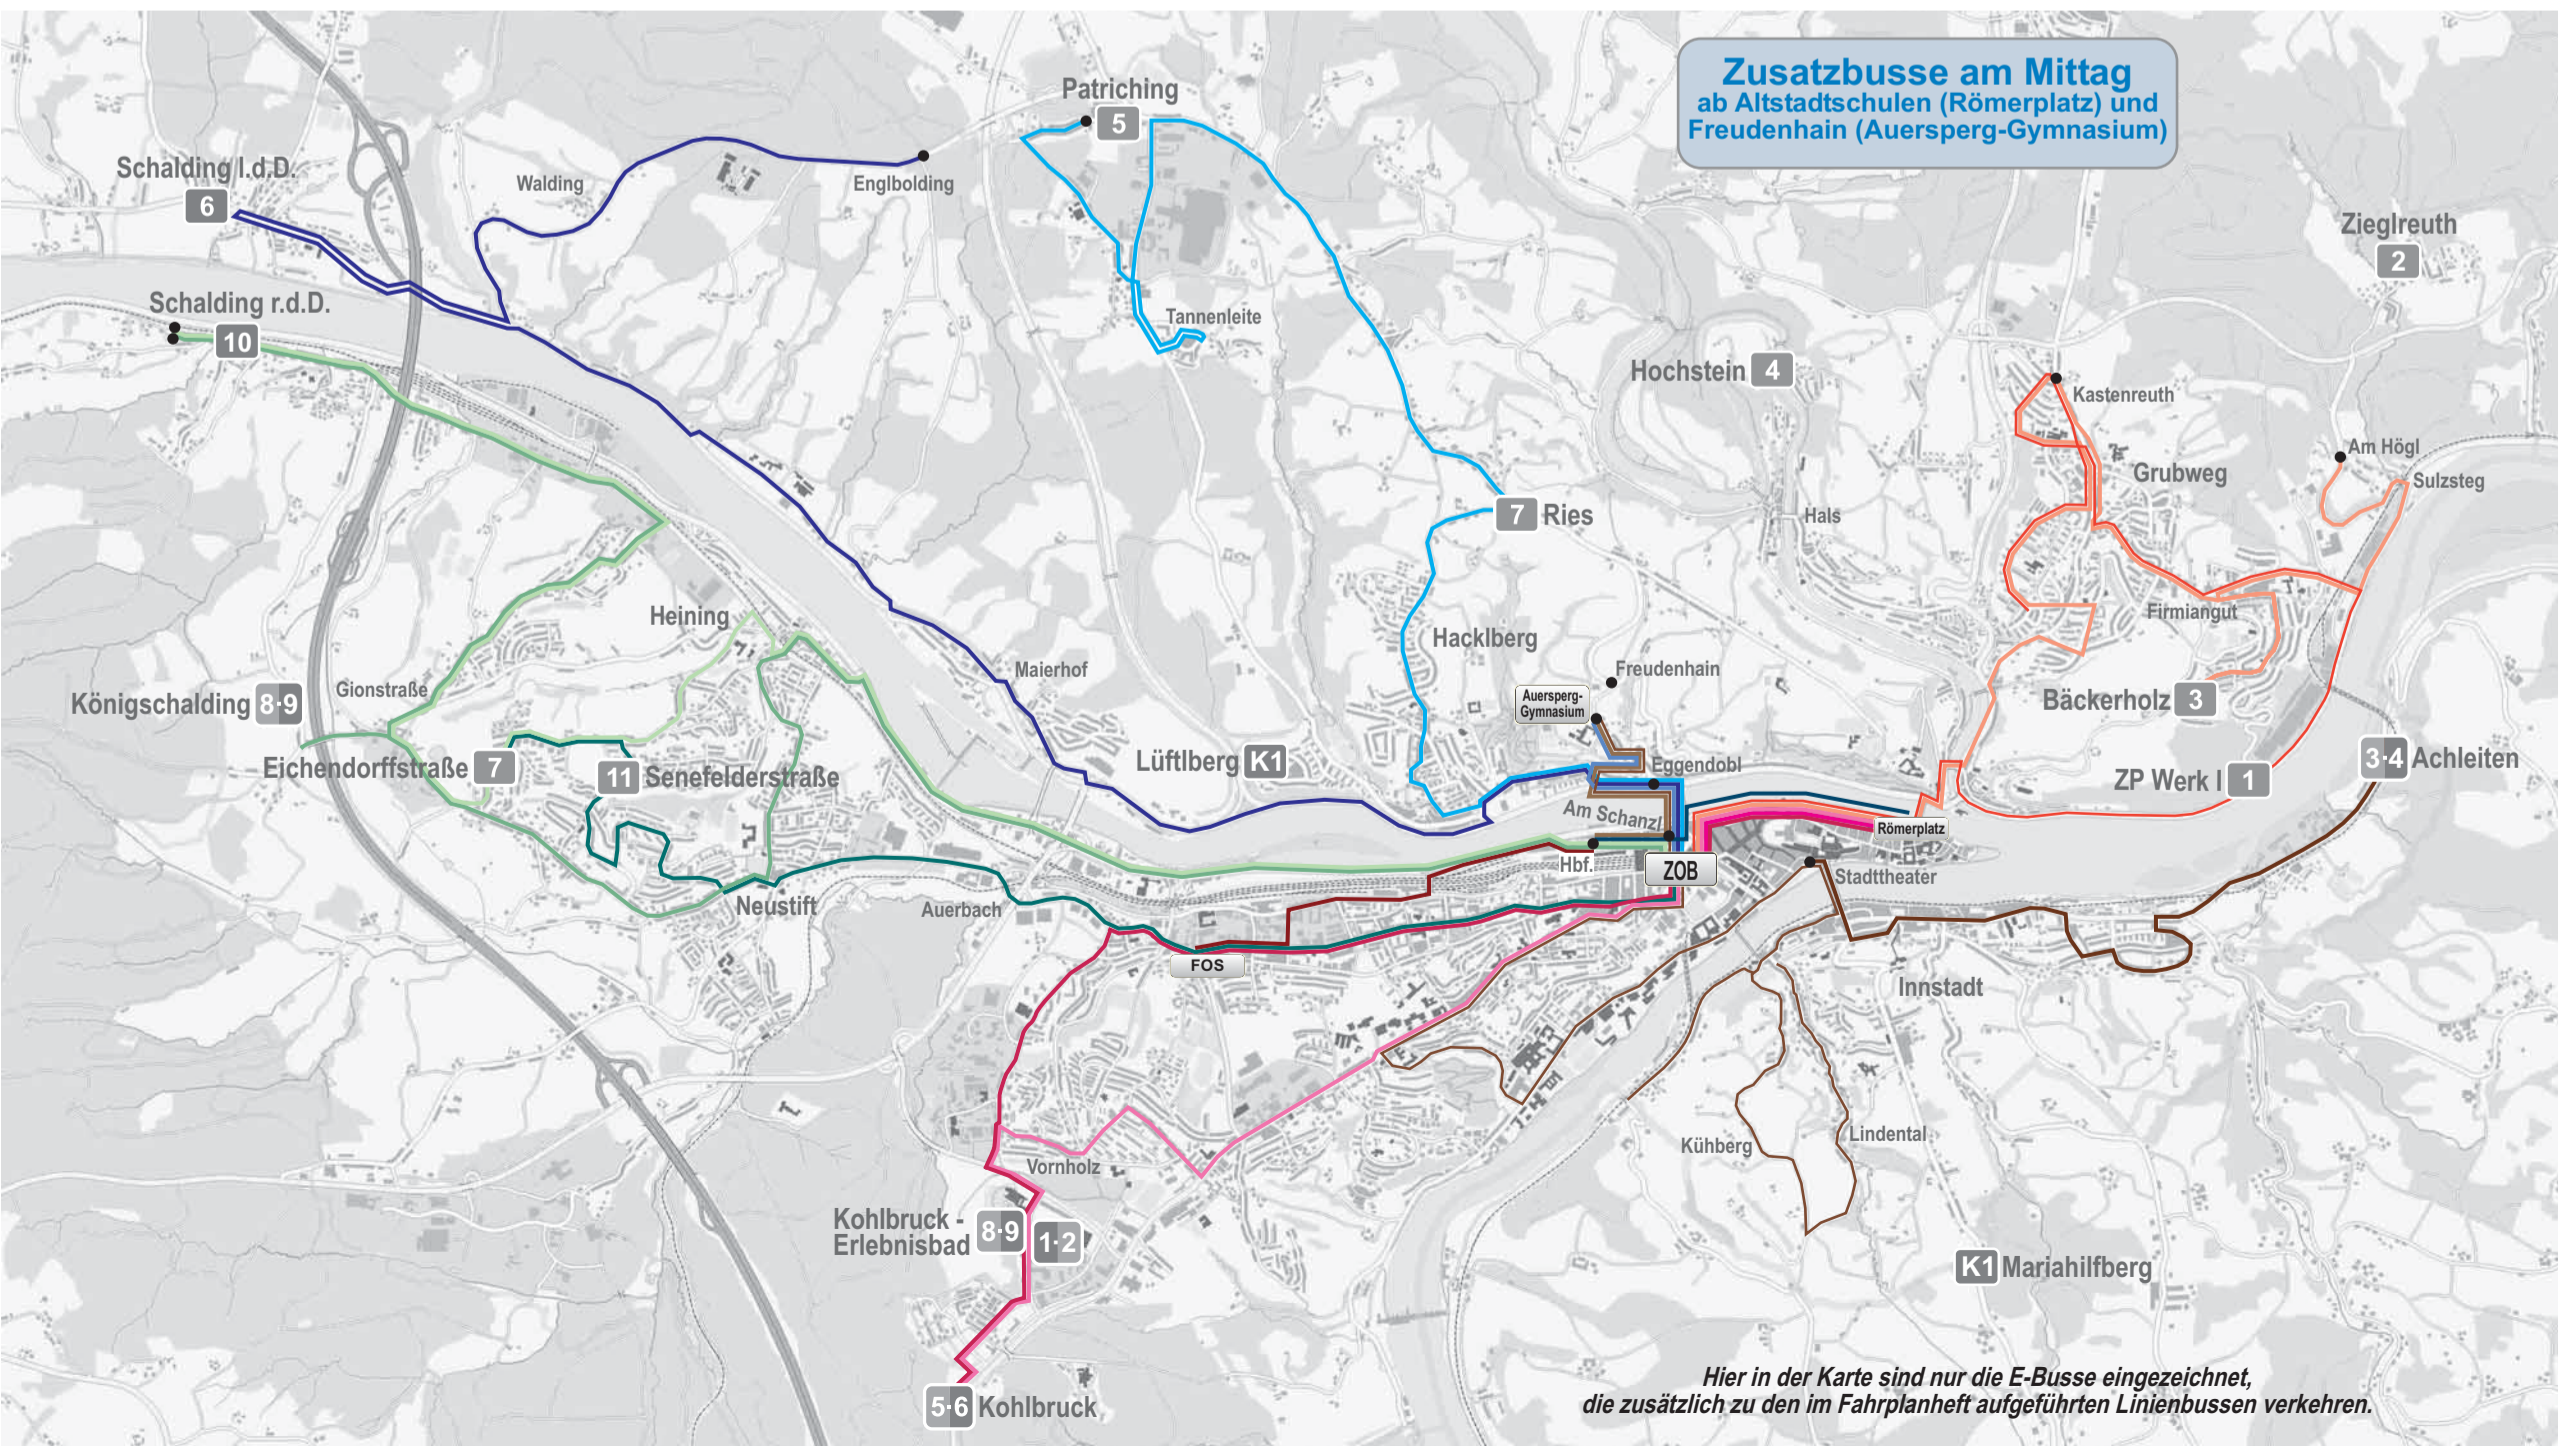 Zusatzbusse am Mittag
ab Altstadtschulen (Römerplatz) und
Freudenhain (Auersperg-Gymnasium)
Patriching
5
Schalding l.d.D.
6
Walding
Englbolding
Zieglreuth
2
Schalding r.d.D.
10
Tannenleite
Hochstein 4
Kastenreuth
Am Högl
Grubweg
Sulzsteg
7 Ries
Hals
Heining
Firmiangut
Hacklberg
Maierhof
Freudenhain
Gionstraße
Königschalding 8·9
Auersperg-
Gymnasium
Bäckerholz 3
Eichendorffstraße 7
11 Senefelderstraße
Lüftlberg K1
Eggendobl
3·4 Achleiten
ZP Werk I 1
Am Schanzl
Römerplatz
Hbf.
ZOB
Stadttheater
Neustift
Auerbach
FOS
Innstadt
Kühberg
Lindental
Vornholz
Kohlbruck -
Erlebnisbad
8·9
1·2
K1 Mariahilfberg
5·6 Kohlbruck
Hier in der Karte sind nur die E-Busse eingezeichnet,
die zusätzlich zu den im Fahrplanheft aufgeführten Linienbussen verkehren.